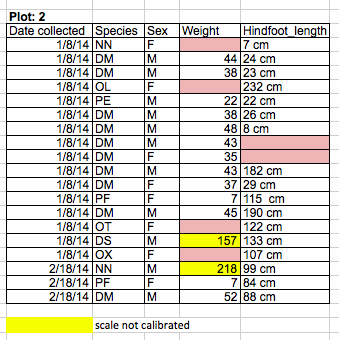 Plot: 2
Date collected Species Sex Weight Hindfoot_length
1/8/14 NN F 7 cm
1/8/14 DM M 44 24 cm
1/8/14 DM M 38 23 cm
1/8/14 OL F 232 cm
1/8/14 PE M 22 22 cm
1/8/14 DM M 38 26 cm
1/8/14 DM M 48 8 cm
1/8/14 DM M 43
1/8/14 DM F 35
1/8/14 DM M 43 182 cm
1/8/14 DM F 37 29 cm
1/8/14 PF F 7 115 cm
1/8/14 DM M 45 190 cm
1/8/14 OT F 122 cm
1/8/14 DS M 157 133 cm
1/8/14 OX F 107 cm
2/18/14 NN M 218 99 cm
2/18/14 PF F 7 84 cm
2/18/14 DM M 52 88 cm
scale not calibrated